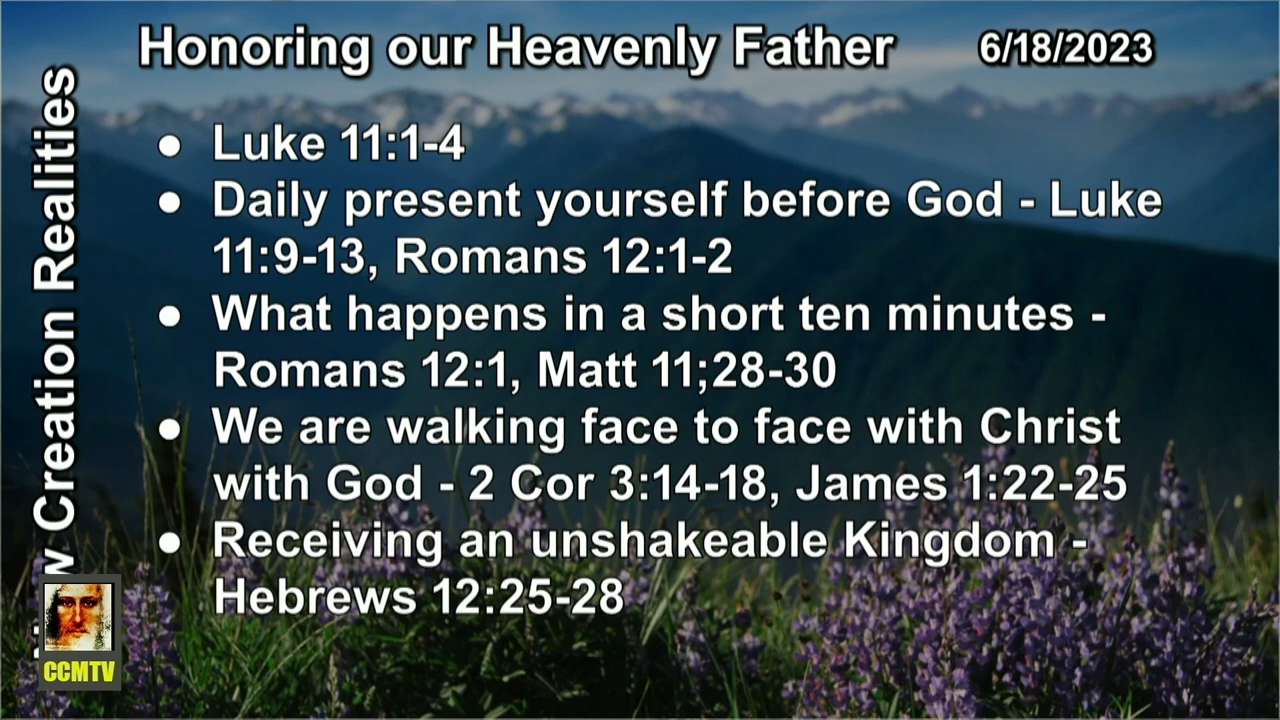 Honoring our Heavenly Father
6/18/2023
● Luke 11:1-4
● Daily present yourself before God - Luke
11:9-13, Romans 12:1-2
● What happens in a short ten minutes -
Romans 12:1, Matt 11;28-30
● We are walking face to face with Christ
with God - 2 Cor 3:14-18, James 1:22-25
● Receiving an unshakeable Kingdom -
Hebrews 12:25-28
Creation Realities
CCMTV